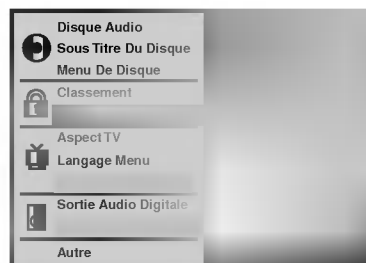 Disque Audio
Sous Titre Du Disque
Menu De Disque
Classement
Aspect TV
Langage Menu
Sortie Audio Digitale
Autre